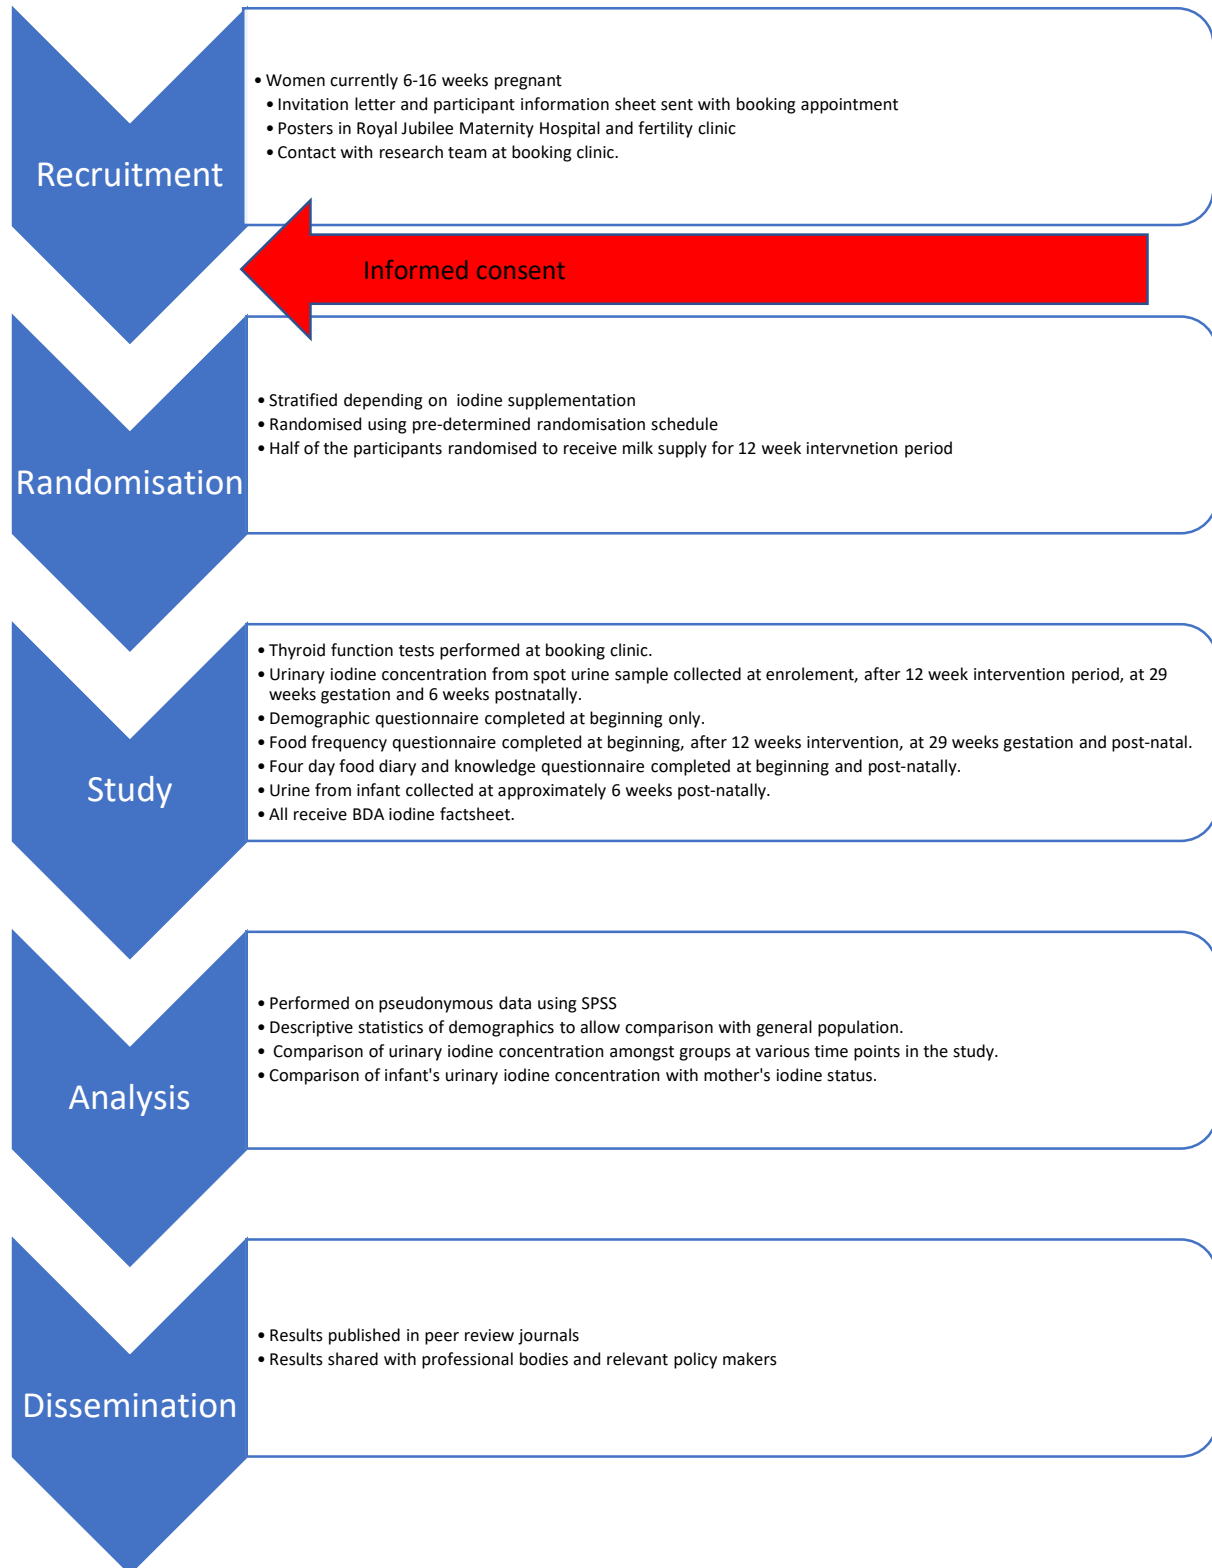 Recruitment
• Women currently 6-16 weeks pregnant
• Invitation letter and participant information sheet sent with booking appointment
• Posters in Royal Jubilee Maternity Hospital and fertility clinic
• Contact with research team at booking clinic.
Informed consent
Randomisation
• Stratified depending on  iodine supplementation
• Randomised using pre-determined randomisation schedule
• Half of the participants randomised to receive milk supply for 12 week intervnetion period
Study
• Thyroid function tests performed at booking clinic.
• Urinary iodine concentration from spot urine sample collected at enrolement, after 12 week intervention period, at 29
weeks gestation and 6 weeks postnatally.
• Demographic questionnaire completed at beginning only.
• Food frequency questionnaire completed at beginning, after 12 weeks intervention, at 29 weeks gestation and post-natal.
• Four day food diary and knowledge questionnaire completed at beginning and post-natally.
• Urine from infant collected at approximately 6 weeks post-natally.
• All receive BDA iodine factsheet.
Analysis
• Performed on pseudonymous data using SPSS
• Descriptive statistics of demographics to allow comparison with general population.
•  Comparison of urinary iodine concentration amongst groups at various time points in the study.
• Comparison of infant's urinary iodine concentration with mother's iodine status.
Dissemination
• Results published in peer review journals
• Results shared with professional bodies and relevant policy makers